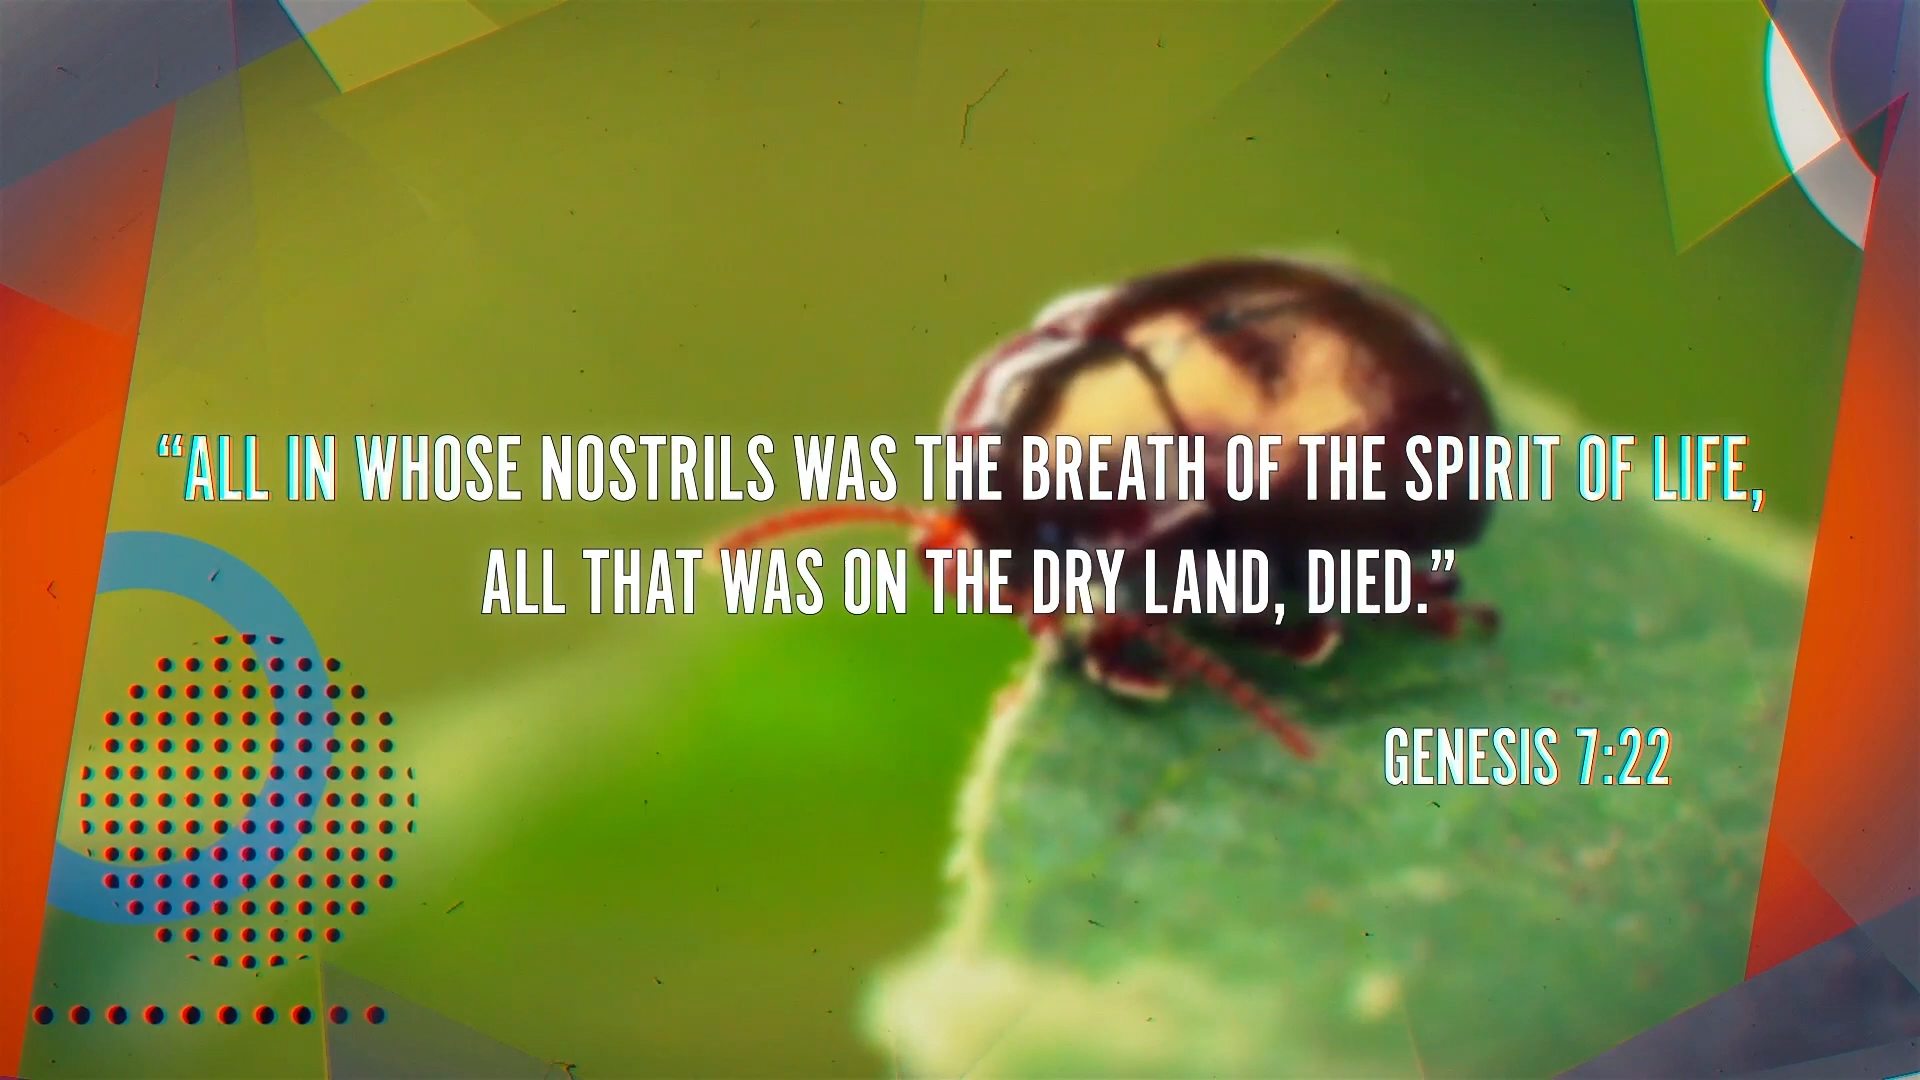 “ALL IN WHOSE NOSTRILS WAS THE BREATH OF THE SPIRIT OF LIFE,
ALL THAT WAS ON THE DRY LAND, DIED.”
GENESIS 7:22